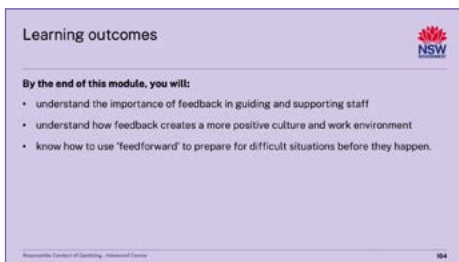 Learning outcomes
NSW
GOVERNMENT
By the end of this module, you will:
• understand the importance of feedback in guiding and supporting staff
• understand how feedback creates a more positive culture and work environment
• know how to use 'feedforward' to prepare for difficult situations before they happen.
Responsible Conduct of Gambling - Advanced Course
104